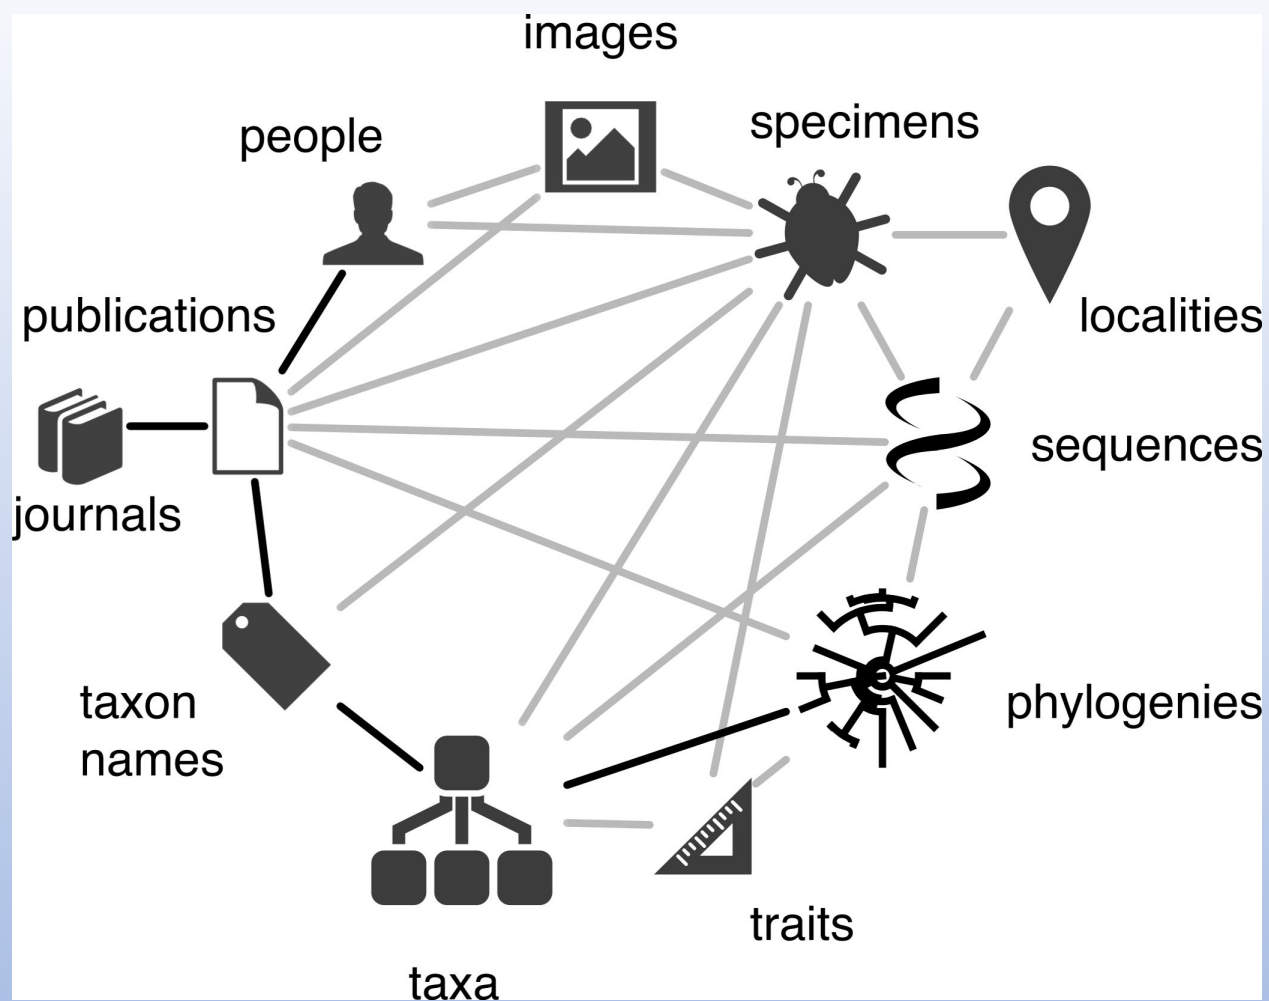 images
people
specimens
publications
localities
journals
sequences
taxon
names
phylogenies
traits
taxa